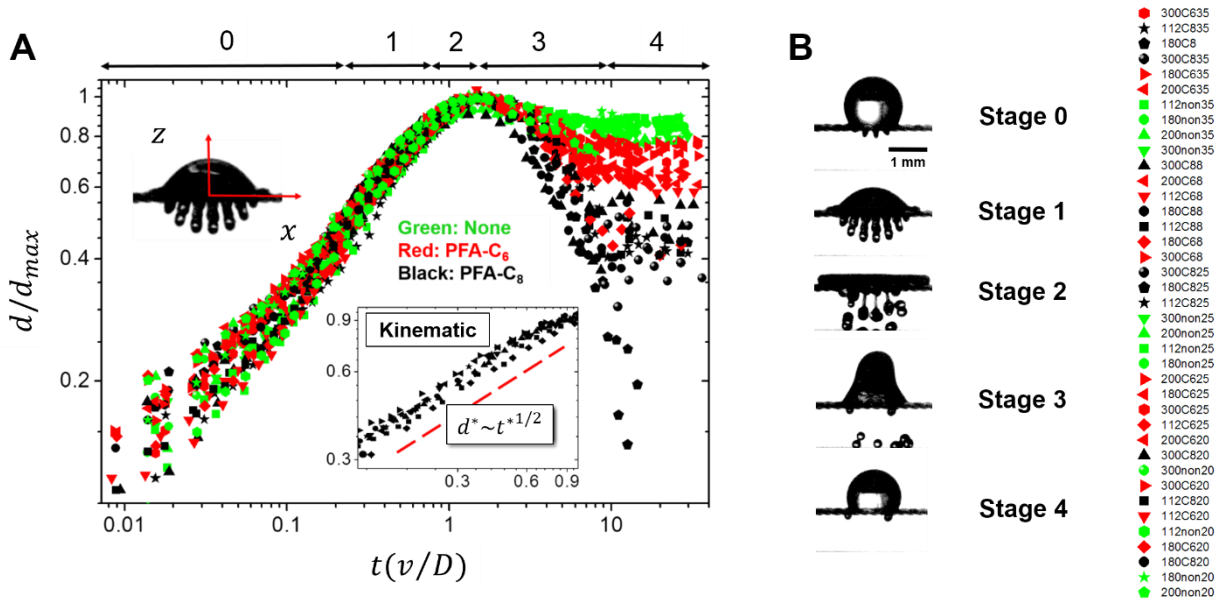 A
0
1
2
3
4
1
0.8
0.6
0.4
0.2
d/d_max
z
x
Green: None
Red: PFA-C₆
Black: PFA-C₈
Kinematic
0.9
0.6
0.3
d*~t*1/2
0.3
0.6
0.9
0.01
0.1
1
10
t(v/D)
B
Stage 0
1 mm
Stage 1
Stage 2
Stage 3
Stage 4
300C635
112C835
180C8
300C835
180C635
200C635
112non35
180non35
200non35
300non35
300C88
200C68
112C68
180C88
112C88
180C68
300C68
300C825
180C825
112C825
300non25
200non25
112non25
180non25
200C625
180C625
300C625
112C625
200C620
300C820
300non20
300C620
112C820
112C620
112non20
180C620
180C820
180non20
200non20